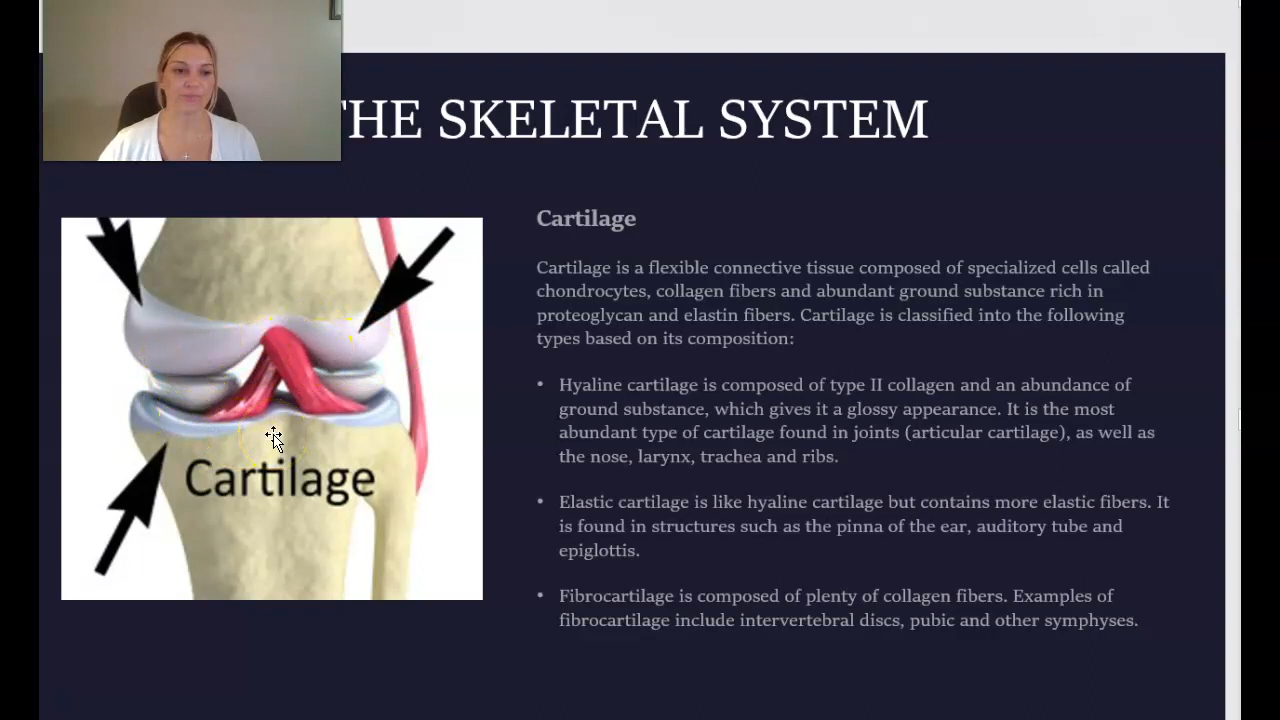 THE SKELETAL SYSTEM
Cartilage
Cartilage is a flexible connective tissue composed of specialized cells called
chondrocytes, collagen fibers and abundant ground substance rich in
proteoglycan and elastin fibers. Cartilage is classified into the following
types based on its composition:
• Hyaline cartilage is composed of type II collagen and an abundance of
ground substance, which gives it a glossy appearance. It is the most
abundant type of cartilage found in joints (articular cartilage), as well as
the nose, larynx, trachea and ribs.
• Elastic cartilage is like hyaline cartilage but contains more elastic fibers. It
is found in structures such as the pinna of the ear, auditory tube and
epiglottis.
• Fibrocartilage is composed of plenty of collagen fibers. Examples of
fibrocartilage include intervertebral discs, pubic and other symphyses.
Cartilage